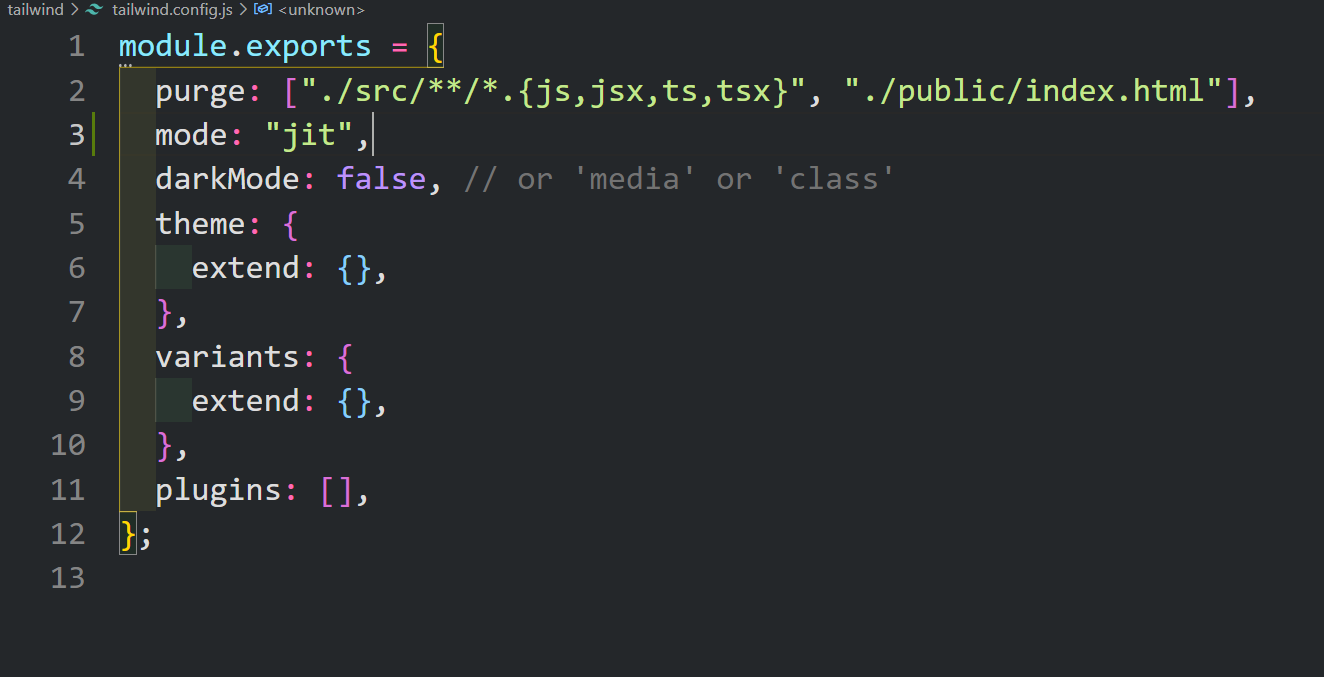 tailwind > tailwind.config.js > <unknown>
1 module.exports = {
2 purge: ["./src/**/*.{js,jsx,ts,tsx}", "./public/index.html"],
3 mode: "jit",
4 darkMode: false, // or 'media' or 'class'
5 theme: {
6 extend: {},
7 },
8 variants: {
9 extend: {},
10 },
11 plugins: [],
12 };
13